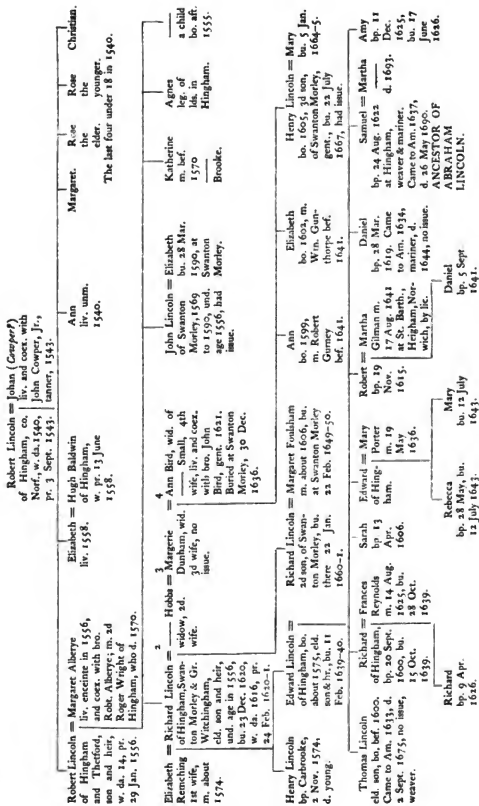 Robert Lincoln = Johan (Cowper?)
of Hingham, co. liv. and coex. with
Norf., w. da. 1540, John Cowper, Jr.,
pr. 3 Sept. 1543. tanner, 1543.
Robert Lincoln = Margaret Alberye
of Hingham liv. enceinte in 1556,
and Thetford, and coex. with bro.
son and heir, Robt. Alberye; m. 2d
w. da. 14, pr. Roger Wright of
29 Jan. 1556. Hingham, who d. 1570.
Elizabeth = Hugh Baldwin
liv. 1558. of Hingham,
w. pr. 13 June
1558.
Ann
liv. unm.
1540.
Margaret.
Rose
the
elder.
Rose
the
younger.
Christian.
The last four under 18 in 1540.
Elizabeth = Richard Lincoln = Hobbs = Margerie = Ann Bird, wid. of
2 3 4
Remching of Hingham, Swan-
1st wife, ton Morley & Gr.
m. about Witchingham,
1574. eld. son and heir,
und. age in 1556,
bu. 23 Dec. 1620,
w. da. 1616, pr.
24 Feb. 1620-1.
widow, 2d.
wife.
Dunham, wid.
3d wife, no
issue.
Small, 4th
wife, liv. and coex.
with bro. John
Bird, gent. 1621.
Buried at Swanton
Morley, 30 Dec.
1636.
John Lincoln = Elizabeth
of Swanton bu. 28 Mar.
Morley, 1569 1590, at
to 1590, und. Swanton
age 1556, had Morley.
issue.
Katherine
m. bef.
1570
Brooke.
Agnes
leg. of
lds. in
Hingham.
a child
bo. aft.
1555.
Henry Lincoln
bp. Carbrooke,
2 Nov. 1574,
d. young.
Edward Lincoln =
of Hingham, bo.
about 1575, eld.
son & hr., bu. 11
Feb. 1639-40.
Richard Lincoln = Margaret Foulsham
2d son, of Swan- m. about 1606, bu.
ton Morley, bu. at Swanton Morley
there 22 Jan. 22 Feb. 1649-50.
1660-1.
Ann
bo. 1599,
m. Robert
Gurney
bef. 1641.
Elizabeth
bo. 1602, m.
Wm. Gun-
thorpe bef.
1641.
Henry Lincoln = Mary
bo. 1605, 3d son, bu. 5 Jan.
of Swanton Morley, 1664-5.
gent., bu. 22 July
1667, had issue.
Thomas Lincoln
eld. son, bo. bef. 1600.
Came to Am. 1633, d.
2 Sept. 1675, no issue,
weaver.
Richard = Frances
of Hingham, Reynolds
bp. 20 Sept. m. 14 Aug.
1600, bu. 1625, bu.
15 Oct. 28 Oct.
1639. 1639.
Sarah
bp. 13
Apr.
1606.
Edward = Mary
of Hing- Porter
ham. m. 19
May
1636.
Robert = Martha
bp. 19 Gilman m.
Nov. 17 Aug. 1642
1615. at St. Barth.,
Heigham, Nor-
wich, by lic.
Daniel
bp. 28 Mar.
1619. Came
to Am. 1634,
mariner, d.
1644, no issue.
Samuel = Martha
bp. 24 Aug. 1622
at Hingham, d. 1693.
weaver & mariner.
Came to Am. 1637,
d. 26 May 1690.
ANCESTOR OF
ABRAHAM
LINCOLN.
Amy
bp. 11
Dec.
1625,
bu. 17
June
1626.
Richard
bp. 9 Apr.
1626.
Rebecca
bp. 28 May, bu.
12 July 1643.
Mary
bu. 12 July
1643.
Daniel
bp. 5 Sept
1641.